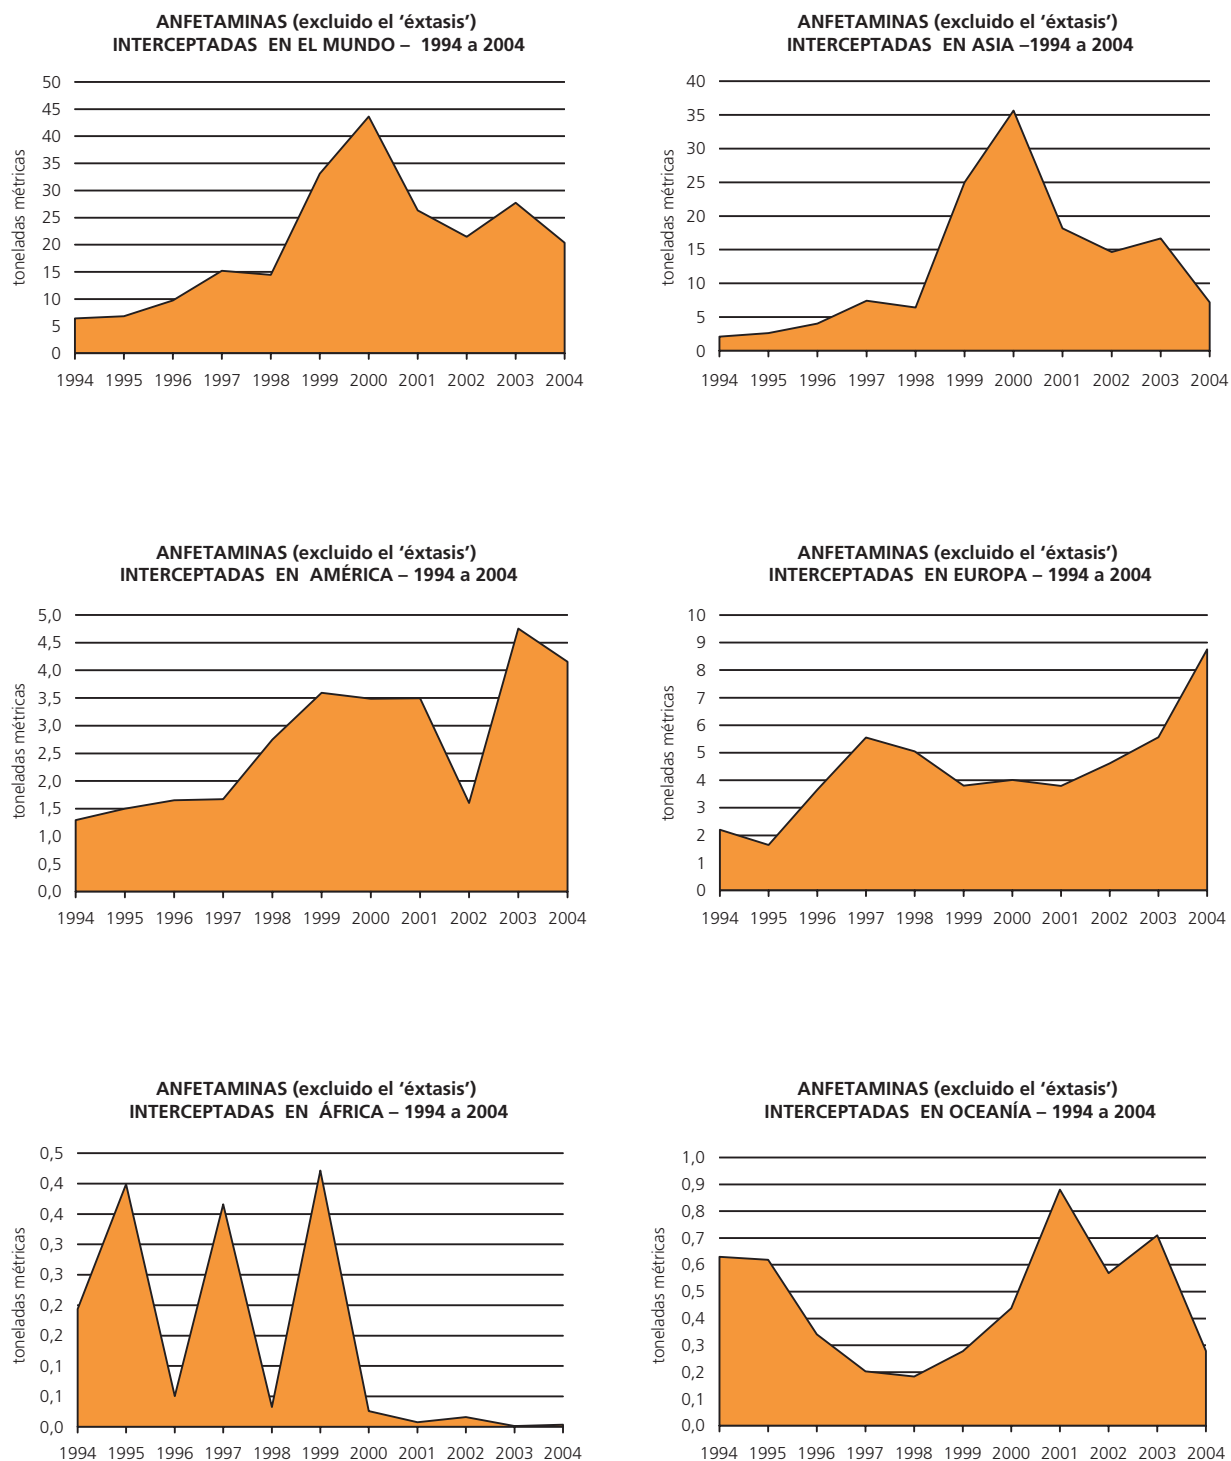 ANFETAMINAS (excluido el ‘éxtasis’)
INTERCEPTADAS EN EL MUNDO – 1994 a 2004
toneladas métricas
50
45
40
35
30
25
20
15
10
5
0
1994 1995 1996 1997 1998 1999 2000 2001 2002 2003 2004
ANFETAMINAS (excluido el ‘éxtasis’)
INTERCEPTADAS EN ASIA –1994 a 2004
toneladas métricas
40
35
30
25
20
15
10
5
0
1994 1995 1996 1997 1998 1999 2000 2001 2002 2003 2004
ANFETAMINAS (excluido el ‘éxtasis’)
INTERCEPTADAS EN AMÉRICA – 1994 a 2004
toneladas métricas
5,0
4,5
4,0
3,5
3,0
2,5
2,0
1,5
1,0
0,5
0,0
1994 1995 1996 1997 1998 1999 2000 2001 2002 2003 2004
ANFETAMINAS (excluido el ‘éxtasis’)
INTERCEPTADAS EN EUROPA – 1994 a 2004
toneladas métricas
10
9
8
7
6
5
4
3
2
1
0
1994 1995 1996 1997 1998 1999 2000 2001 2002 2003 2004
ANFETAMINAS (excluido el ‘éxtasis’)
INTERCEPTADAS EN ÁFRICA – 1994 a 2004
toneladas métricas
0,5
0,4
0,4
0,3
0,3
0,2
0,2
0,1
0,1
0,0
1994 1995 1996 1997 1998 1999 2000 2001 2002 2003 2004
ANFETAMINAS (excluido el ‘éxtasis’)
INTERCEPTADAS EN OCEANÍA – 1994 a 2004
toneladas métricas
1,0
0,9
0,8
0,7
0,6
0,5
0,4
0,3
0,2
0,1
0,0
1994 1995 1996 1997 1998 1999 2000 2001 2002 2003 2004